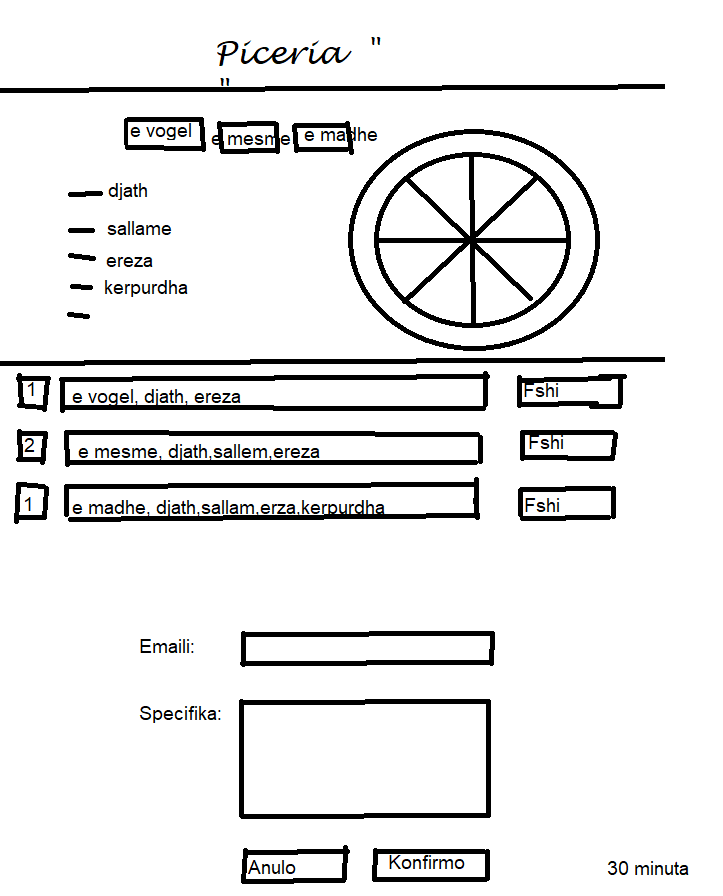 Piceria "
"
e vogel e mesme e madhe
djath
sallame
ereza
kerpurdha
1 e vogel, djath, ereza Fshi
2 e mesme, djath,sallem,ereza Fshi
1 e madhe, djath,sallam,erza,kerpurdha Fshi
Emaili:
Specifika:
Anulo Konfirmo 30 minuta